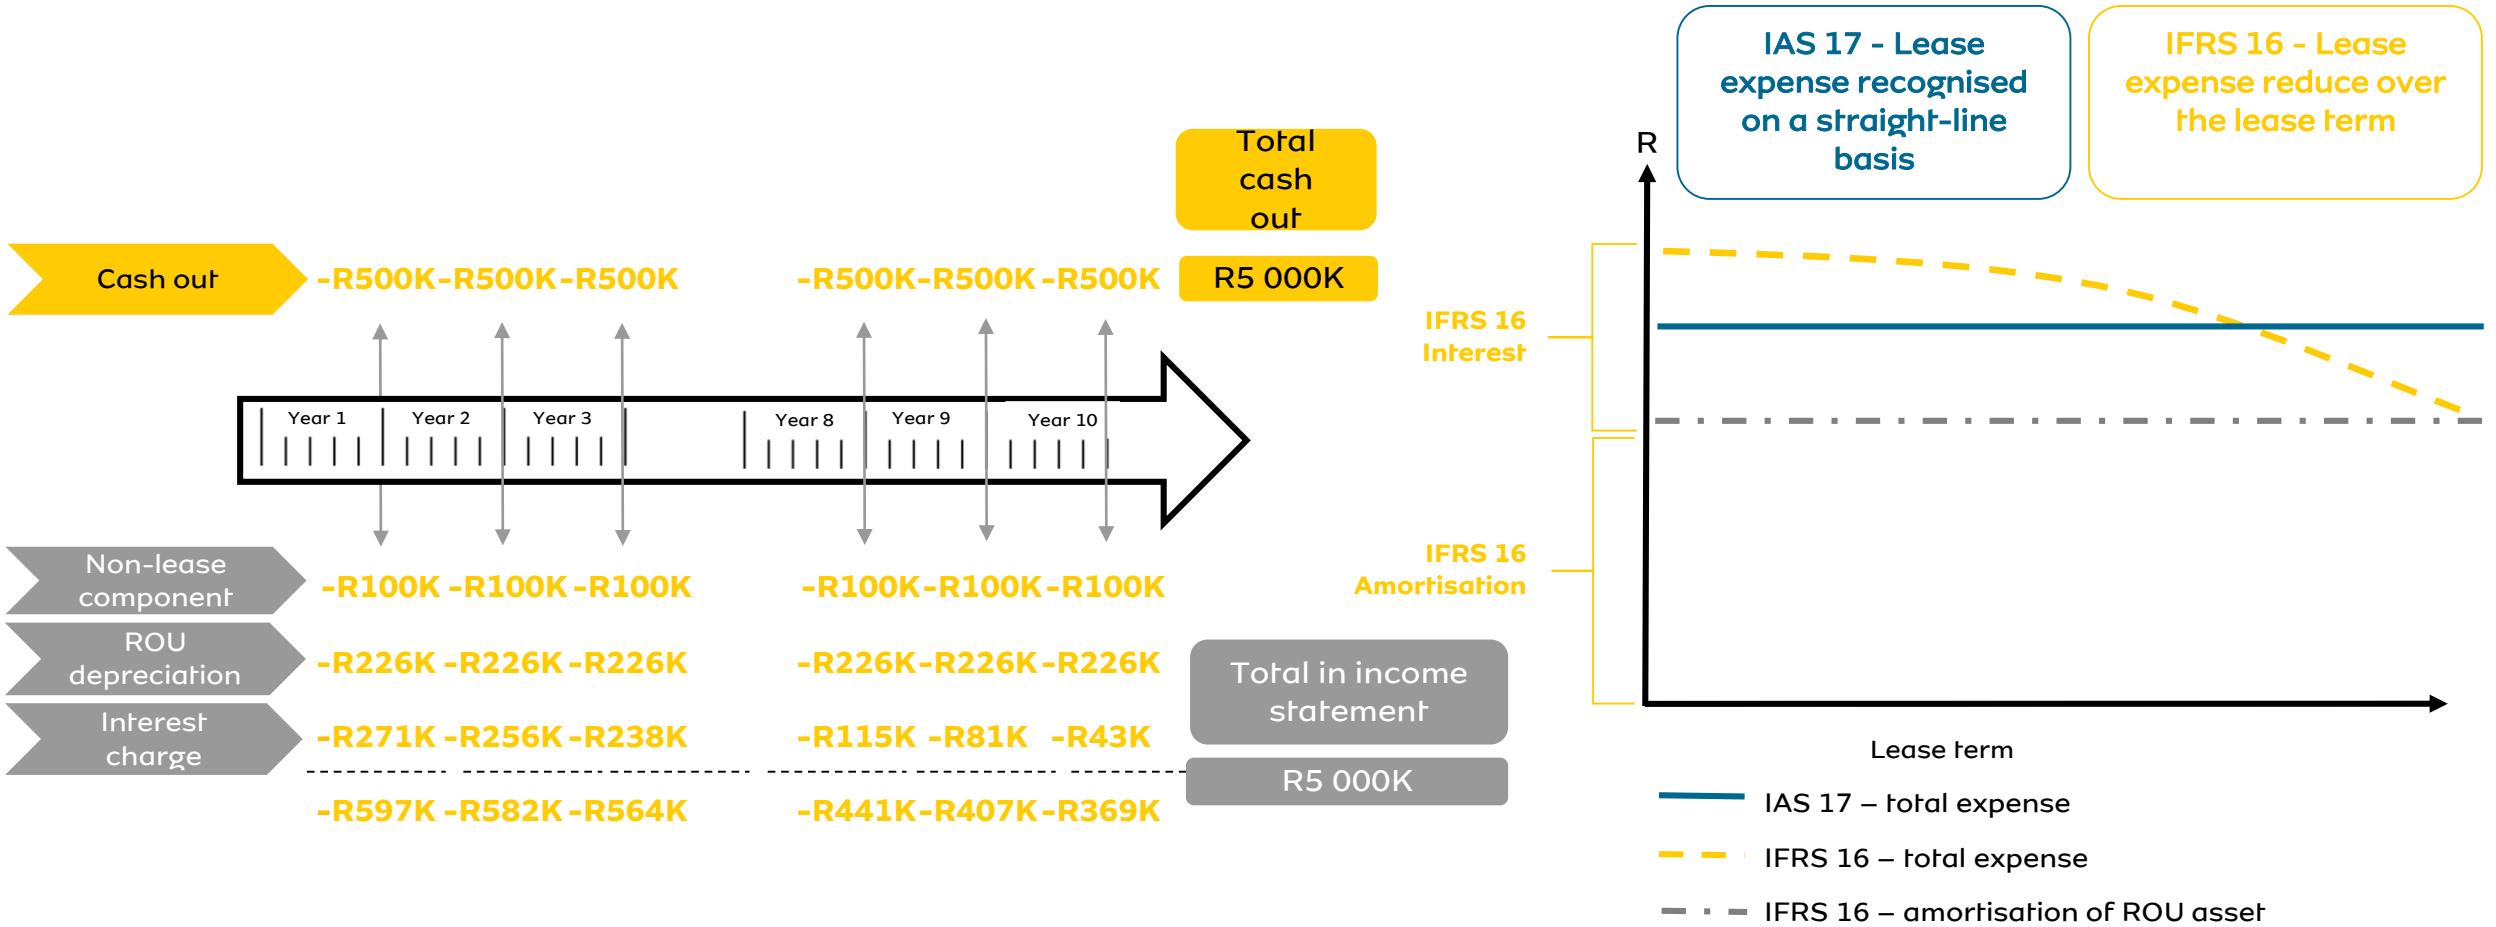 IAS 17 - Lease
expense recognised
on a straight-line
basis
IFRS 16 - Lease
expense reduce over
the lease term
R
Total
cash
out
Cash out
-R500K -R500K -R500K -R500K -R500K -R500K
R5 000K
IFRS 16
Interest
Year 1 Year 2 Year 3 Year 8 Year 9 Year 10
Non-lease
component
-R100K -R100K -R100K -R100K -R100K -R100K
IFRS 16
Amortisation
ROU
depreciation
-R226K -R226K -R226K -R226K -R226K -R226K
Total in income
statement
Interest
charge
-R271K -R256K -R238K -R115K -R81K -R43K
R5 000K
-R597K -R582K -R564K -R441K -R407K -R369K
Lease term
IAS 17 – total expense
IFRS 16 – total expense
IFRS 16 – amortisation of ROU asset